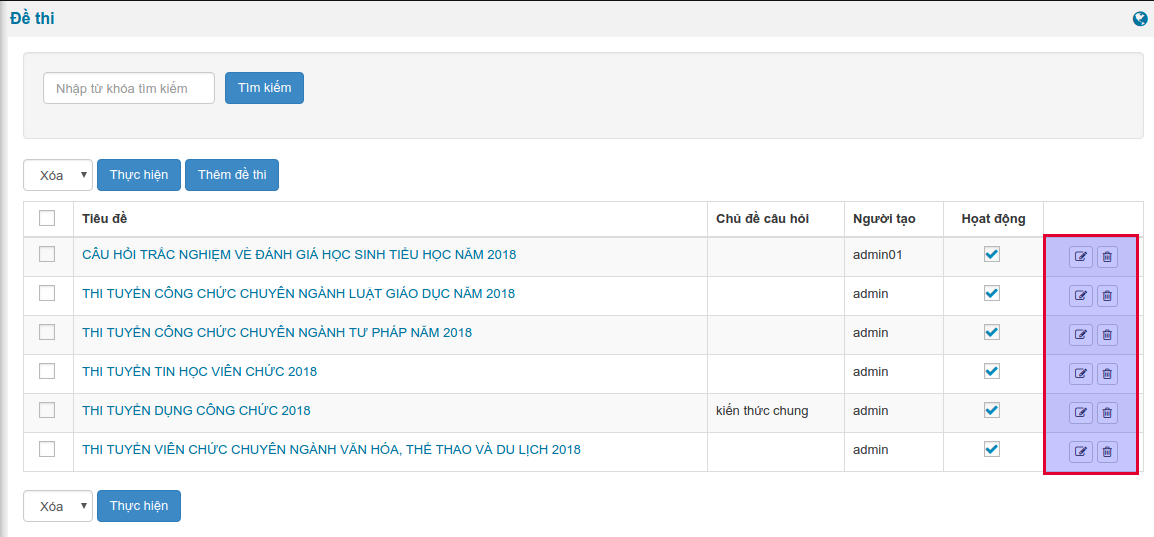 Đề thi
Nhập từ khóa tìm kiếm Tìm kiếm
Xóa Thực hiện Thêm đề thi
Tiêu đề Chủ đề câu hỏi Người tạo Hoạt động
CÂU HỎI TRẮC NGHIỆM VỀ ĐÁNH GIÁ HỌC SINH TIỂU HỌC NĂM 2018 admin01
THI TUYỂN CÔNG CHỨC CHUYÊN NGÀNH LUẬT GIÁO DỤC NĂM 2018 admin
THI TUYỂN CÔNG CHỨC CHUYÊN NGÀNH TƯ PHÁP NĂM 2018 admin
THI TUYỂN TIN HỌC VIÊN CHỨC 2018 admin
THI TUYỂN DỤNG CÔNG CHỨC 2018 kiến thức chung admin
THI TUYỂN VIÊN CHỨC CHUYÊN NGÀNH VĂN HÓA, THỂ THAO VÀ DU LỊCH 2018 admin
Xóa Thực hiện